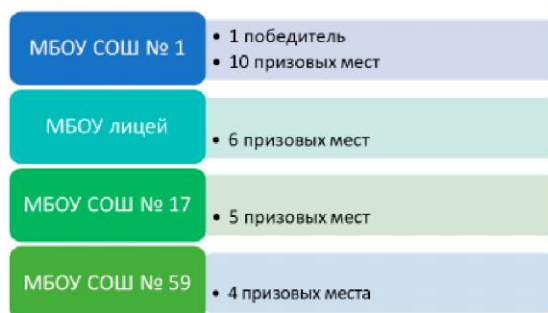 МБОУ СОШ № 1
• 1 победитель
• 10 призовых мест
МБОУ лицей
• 6 призовых мест
МБОУ СОШ № 17
• 5 призовых мест
МБОУ СОШ № 59
• 4 призовых места